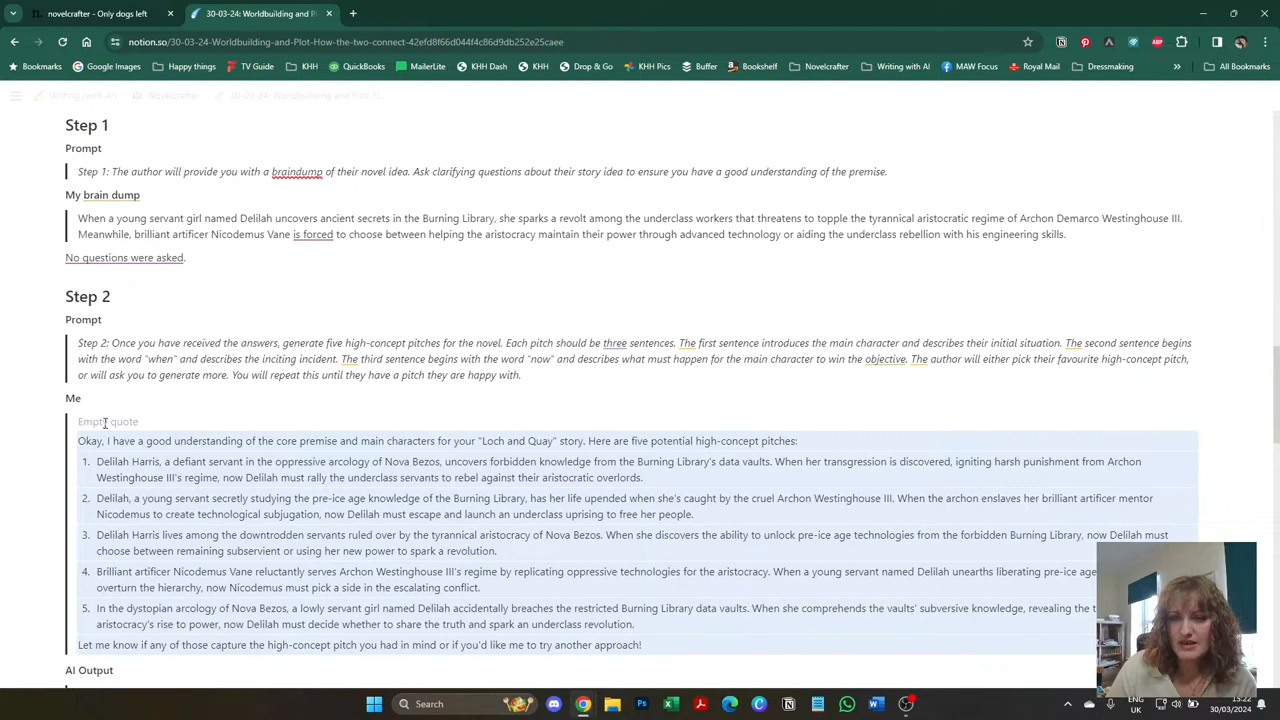 novelcrafter - Only dogs left
30-03-24: Worldbuilding and Pl
notion.so/30-03-24-Worldbuilding-and-Plot-How-the-two-connect-42efd8f66d044f4c86d9db252e25caee
Bookmarks Guidebooks Happy things TV Guide KHH QuickBooks MailerLite KHH Comms KHH Drop & Go KHH Pics Buffer Bookshelf Novelcrafter Writing with AI MAW Focus Royal Mail Dressmaking All Bookmarks
Writing (with AI) Novelcrafter 30-03-24: Worldbuilding and Plot:
Step 1
Prompt
Step 1: The author will provide you with a braindump of their novel idea. Ask clarifying questions about their story idea to ensure you have a good understanding of the premise.
My brain dump
When a young servant girl named Delilah uncovers ancient secrets in the Burning Library, she sparks a revolt among the underclass workers that threatens to topple the tyrannical aristocratic regime of Archon Demarco Westinghouse III.
Meanwhile, brilliant artificer Nicodemus Vane is forced to choose between helping the aristocracy maintain their power through advanced technology or aiding the underclass rebellion with his engineering skills.
No questions were asked.
Step 2
Prompt
Step 2: Once you have received the answers, generate five high-concept pitches for the novel. Each pitch should be three sentences. The first sentence introduces the main character and describes their initial situation. The second sentence begins
with the word "when" and describes the inciting incident. The third sentence begins with the word "now" and describes what must happen for the main character to win the objective. The author will either pick their favourite high-concept pitch,
or will ask you to generate more. You will repeat this until they have a pitch they are happy with.
Me
Empty quote
Okay, I have a good understanding of the core premise and main characters for your "Loch and Quay" story. Here are five potential high-concept pitches:
1. Delilah Harris, a defiant servant in the oppressive arcology of Nova Bezos, uncovers forbidden knowledge from the Burning Library's data vaults. When her transgression is discovered, igniting harsh punishment from Archon
Westinghouse III's regime, now Delilah must rally the underclass servants to rebel against their aristocratic overlords.
2. Delilah, a young servant secretly studying the pre-ice age knowledge of the Burning Library, has her life upended when she's caught by the cruel Archon Westinghouse III. When the archon enslaves her brilliant artificer mentor
Nicodemus to create technological subjugation, now Delilah must escape and launch an underclass uprising to free her people.
3. Delilah Harris lives among the downtrodden servants ruled over by the tyrannical aristocracy of Nova Bezos. When she discovers the ability to unlock pre-ice age technologies from the forbidden Burning Library, now Delilah must
choose between remaining subservient or using her new power to spark a revolution.
4. Brilliant artificer Nicodemus Vane reluctantly serves Archon Westinghouse III's regime by replicating oppressive technologies for the aristocracy. When a young servant named Delilah unearths liberating pre-ice age
overturn the hierarchy, now Nicodemus must pick a side in the escalating conflict.
5. In the dystopian arcology of Nova Bezos, a lowly servant girl named Delilah accidentally breaches the restricted Burning Library data vaults. When she comprehends the vaults' subversive knowledge, revealing the
aristocracy's rise to power, now Delilah must decide whether to share the truth and spark an underclass revolution.
Let me know if any of those capture the high-concept pitch you had in mind or if you'd like me to try another approach!
AI Output
Search
ENG
UK
15:22
30/03/2024